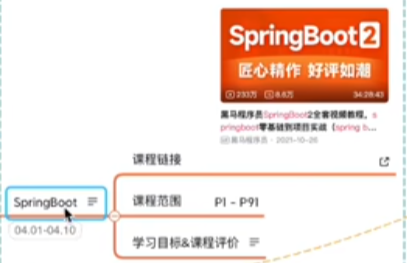 SpringBoot2
匠心精作 好评如潮
233万 8.8万 34:28:43
黑马程序员SpringBoot2全套视频教程，s
pringboot零基础到项目实战（spring b...
黑马程序员 · 2021-10-26
课程链接
SpringBoot
课程范围 P1 - P91
04.01-04.10
学习目标&课程评价